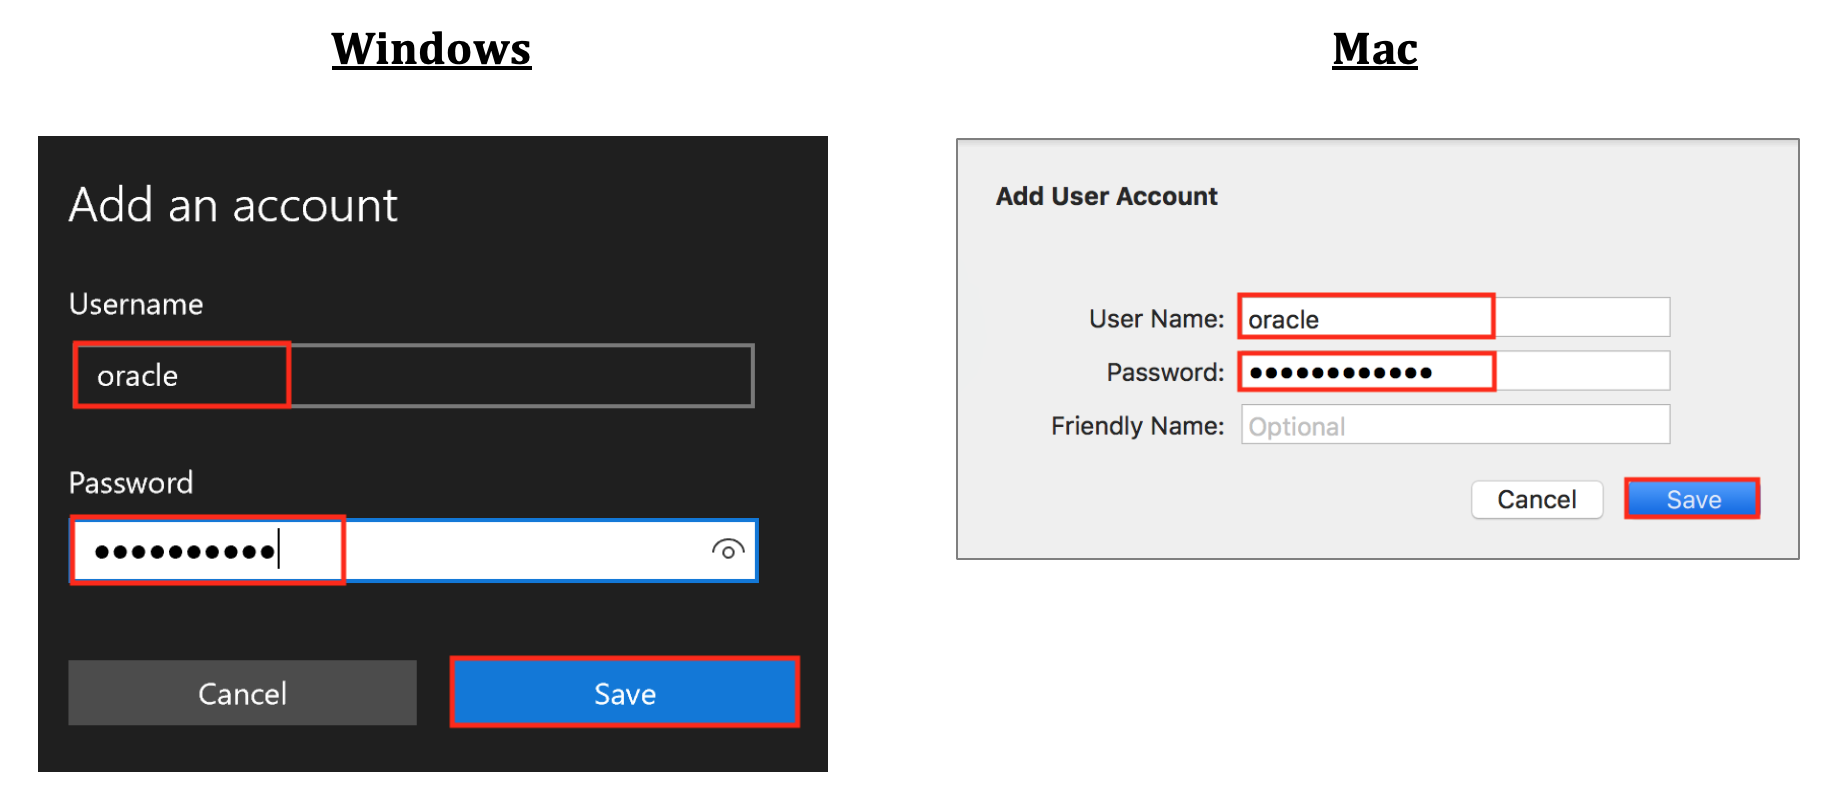 Windows
Mac
Add an account
Username
oracle
Password
●●●●●●●●●●
Cancel
Save
Add User Account
User Name: oracle
Password: ●●●●●●●●●●●●
Friendly Name: Optional
Cancel
Save